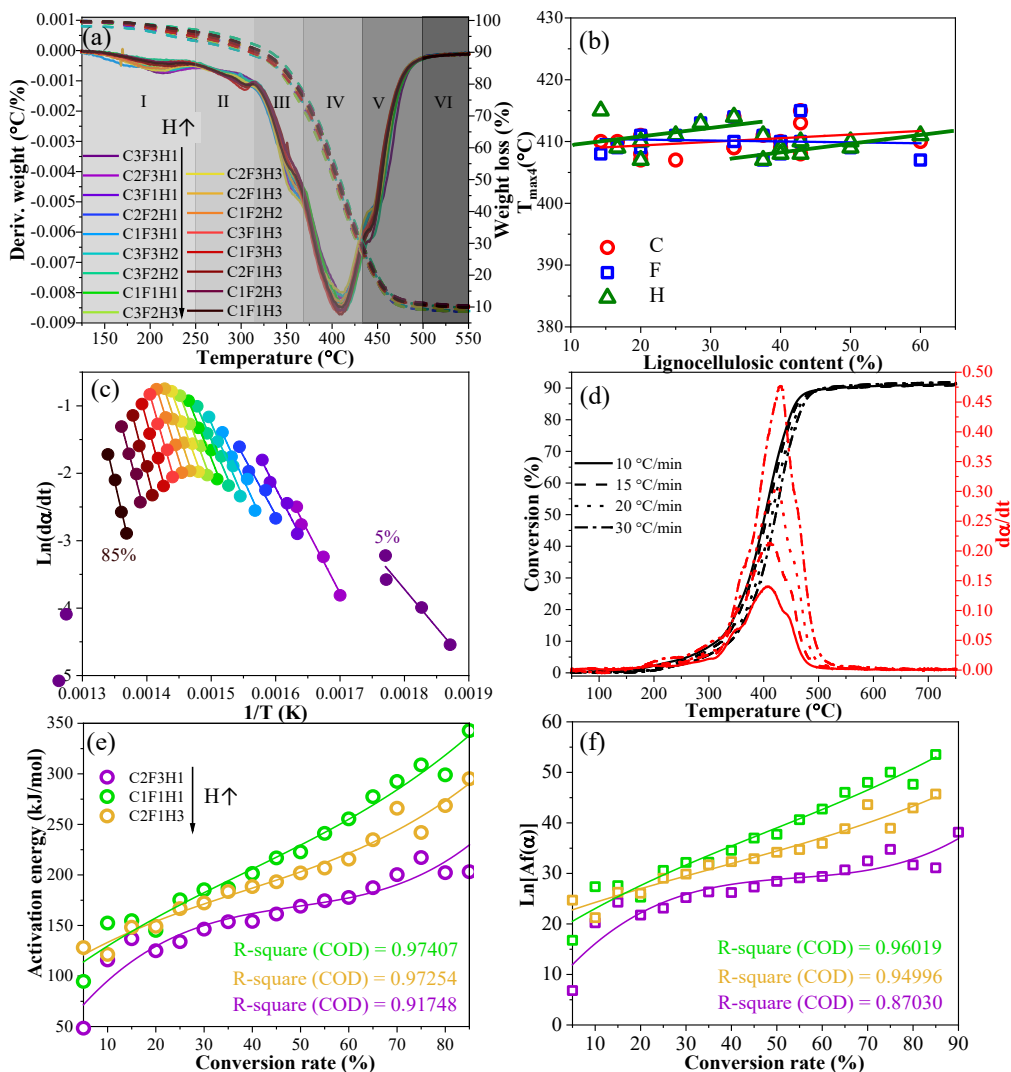 (a)
Deriv. weight (°C/%)
0.000
-0.001
-0.002
-0.003
-0.004
-0.005
-0.006
-0.007
-0.008
-0.009
I
II
III
IV
V
VI
H↑
C3F3H1
C2F3H1
C3F1H1
C2F2H1
C1F3H1
C3F3H2
C3F2H2
C1F1H1
C3F2H3
C2F3H3
C2F1H3
C1F2H2
C3F1H3
C1F3H3
C2F1H3
C1F2H3
C1F1H3
100
90
80
70
60
50
40
30
20
10
Weight loss (%)
150 200 250 300 350 400 450 500 550
Temperature (°C)
(b)
Tmax4(°C)
430
420
410
400
390
380
C
F
H
10 20 30 40 50 60
Lignocellulosic content (%)
(c)
Ln(dα/dt)
-1
-2
-3
-4
-5
85%
5%
0.0013 0.0014 0.0015 0.0016 0.0017 0.0018 0.0019
1/T (K)
(d)
Conversion (%)
90
80
70
60
50
40
30
20
10
0
10 °C/min
15 °C/min
20 °C/min
30 °C/min
0.50
0.45
0.40
0.35
0.30
0.25
0.20
0.15
0.10
0.05
0.00
dα/dt
100 200 300 400 500 600 700
Temperature (°C)
(e)
Activation energy (kJ/mol)
350
300
250
200
150
100
50
C2F3H1
C1F1H1
C2F1H3
H↑
R-square (COD) = 0.97407
R-square (COD) = 0.97254
R-square (COD) = 0.91748
10 20 30 40 50 60 70 80
Conversion rate (%)
(f)
Ln[Af(α)]
60
50
40
30
20
10
0
R-square (COD) = 0.96019
R-square (COD) = 0.94996
R-square (COD) = 0.87030
10 20 30 40 50 60 70 80 90
Conversion rate (%)